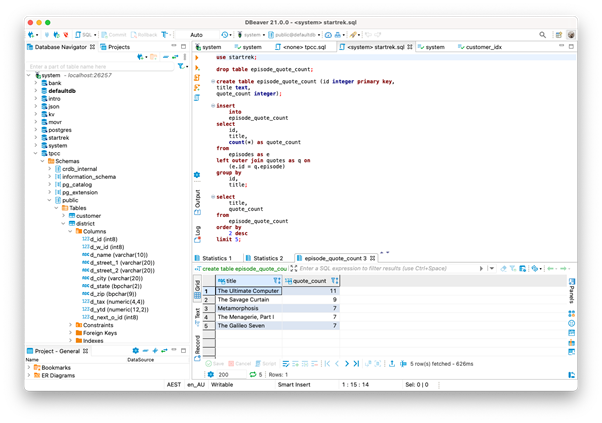 DBeaver 21.0.0 - <system> startrek.sql
SQL
Commit
Rollback
Auto
system
public@defaultdb
Database Navigator
Projects
system
system
<none> tpcc.sql
<system> startrek.sql
system
customer_idx
Enter a part of table name here
system - localhost:26257
bank
defaultdb
intro
json
kv
movr
postgres
startrek
system
tpcc
Schemas
crdb_internal
information_schema
pg_catalog
pg_extension
public
Tables
customer
district
Columns
d_id (int8)
d_w_id (int8)
d_name (varchar(10))
d_street_1 (varchar(20))
d_street_2 (varchar(20))
d_city (varchar(20))
d_state (bpchar(2))
d_zip (bpchar(9))
d_tax (numeric(4,4))
d_ytd (numeric(12,2))
d_next_o_id (int8)
Constraints
Foreign Keys
Indexes
Project - General
Name
DataSource
Bookmarks
ER Diagrams
use startrek;
drop table episode_quote_count;
create table episode_quote_count (id integer primary key,
title text,
quote_count integer);
insert
into
episode_quote_count
select
id,
title,
count(*) as quote_count
from
episodes as e
left outer join quotes as q on
(e.id = q.episode)
group by
id,
title;
select
title,
quote_count
from
episode_quote_count
order by
2 desc
limit 5;
Output
Log
Statistics 1
Statistics 2
episode_quote_count 3
create table episode_quote_cou
Enter a SQL expression to filter results (use Ctrl+Space)
Grid
Text
Record
Panels
title
quote_count
1 The Ultimate Computer 11
2 The Savage Curtain 9
3 Metamorphosis 7
4 The Menagerie, Part I 7
5 The Galileo Seven 7
Save
Cancel
Script
5 row(s) fetched - 626ms
200
5
Rows: 1
AEST
en_AU
Writable
Smart Insert
1 : 15 : 14
Sel: 0 | 0